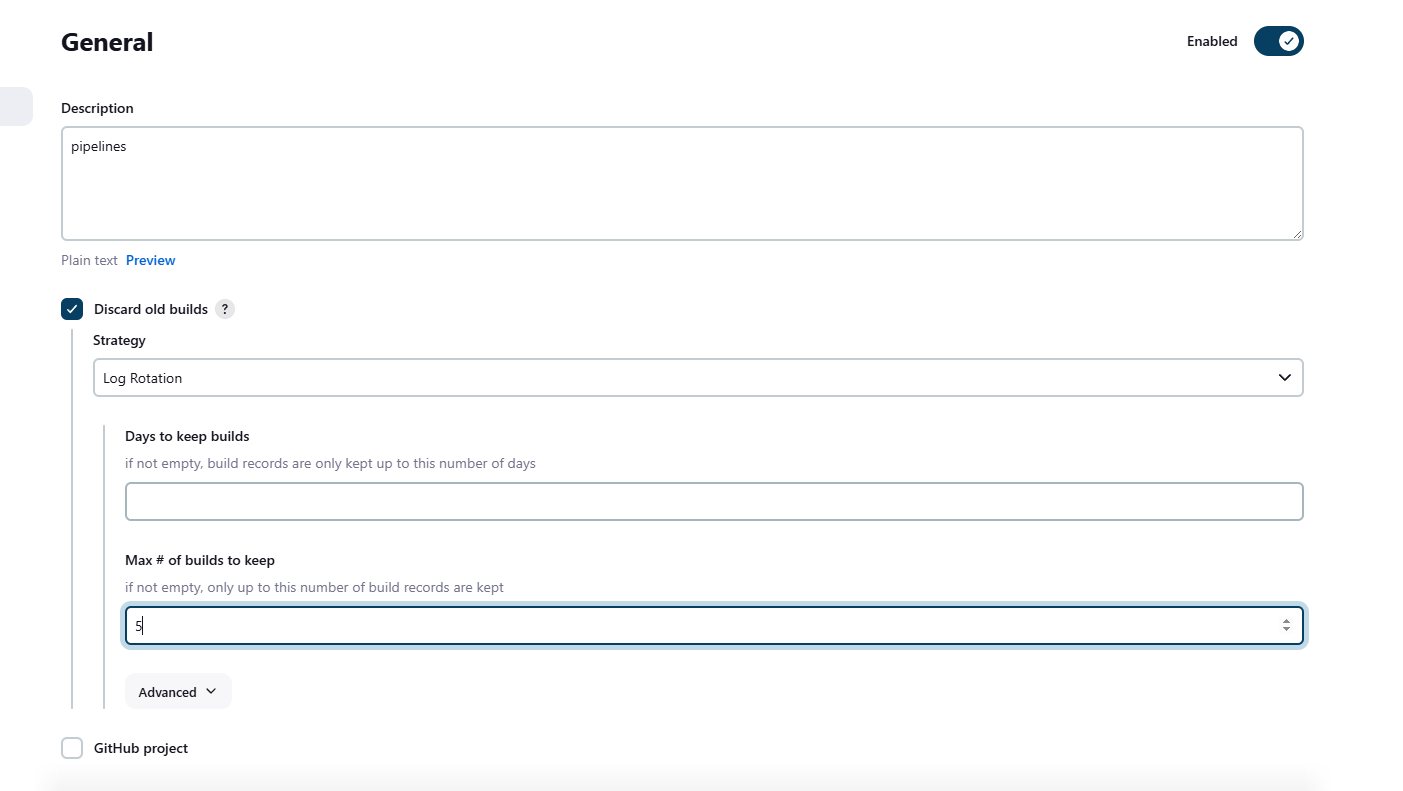 General
Enabled
Description
pipelines
Plain text Preview
Discard old builds ?
Strategy
Log Rotation
Days to keep builds
if not empty, build records are only kept up to this number of days
Max # of builds to keep
if not empty, only up to this number of build records are kept
5
Advanced
GitHub project